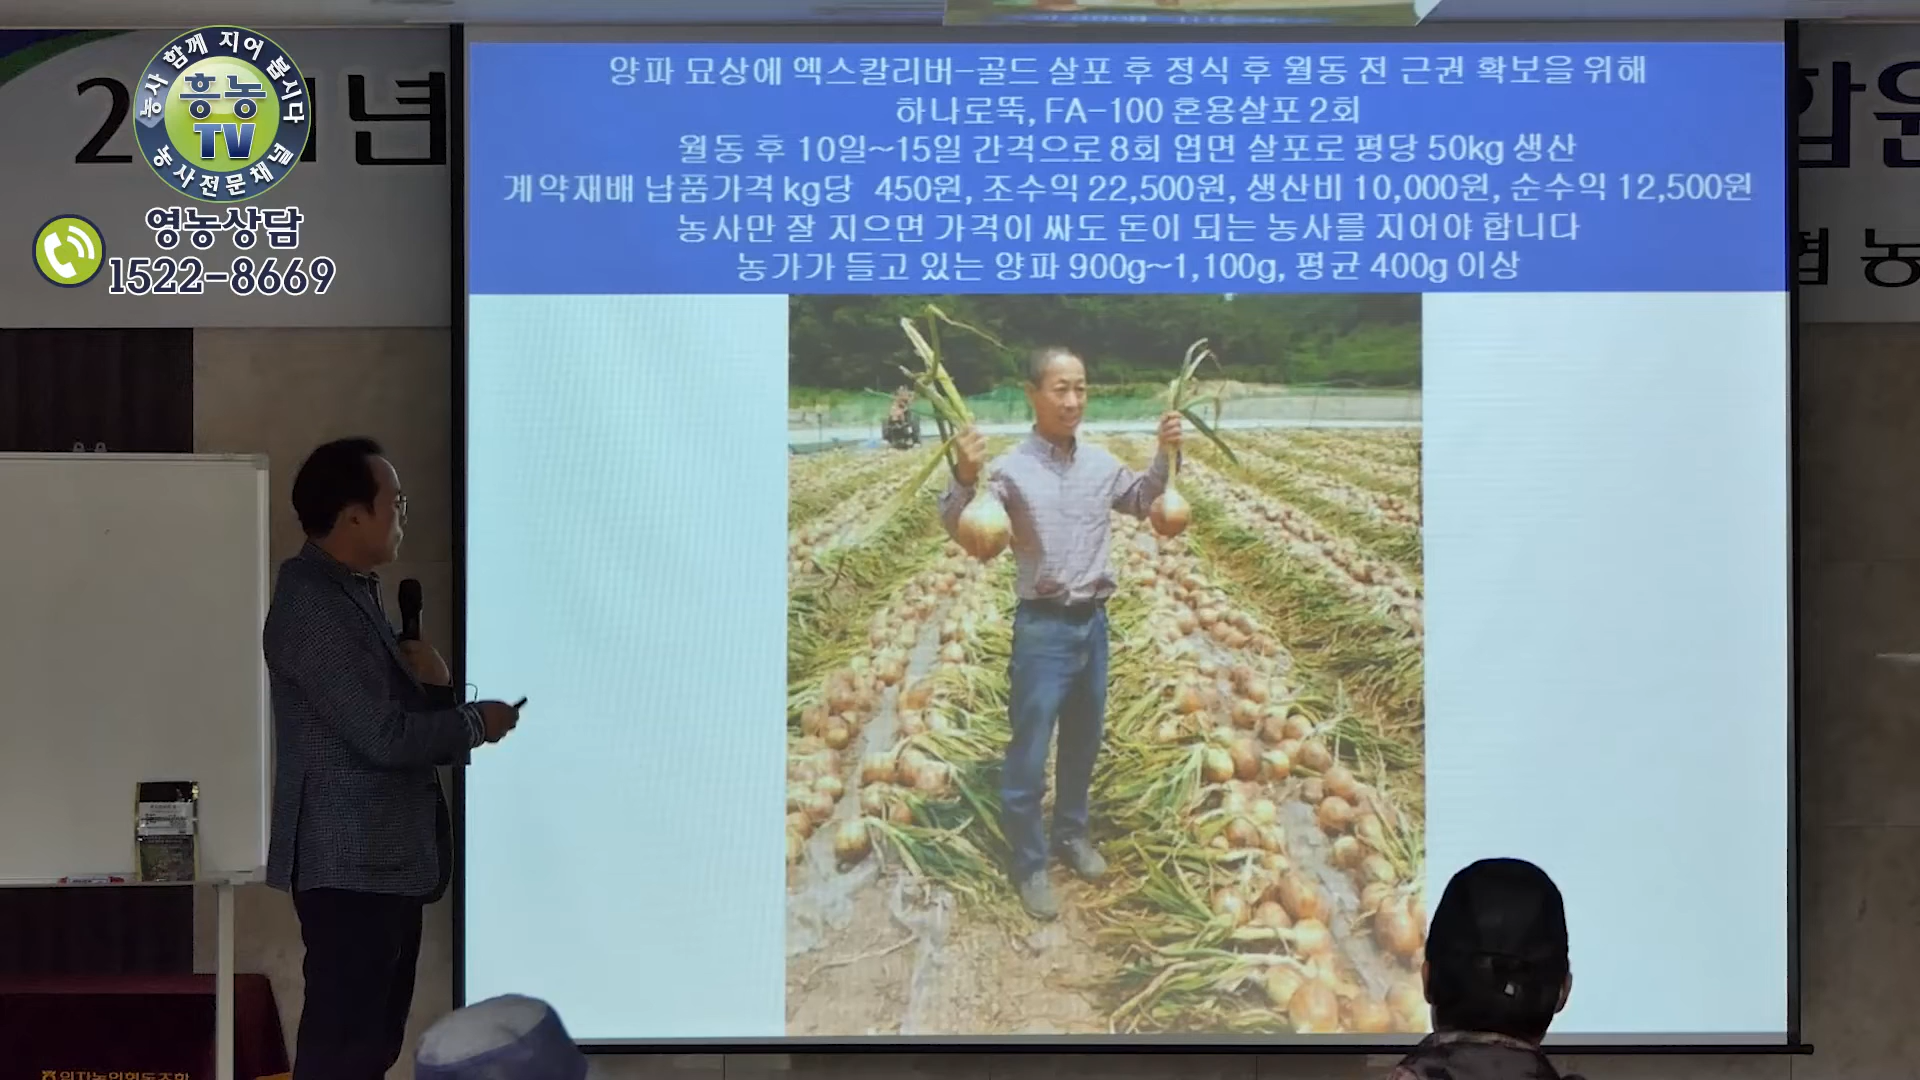 농사 함께 지어 봅시다
흥농
TV
농사전문채널
영농상담
1522-8669
양파 묘상에 엑스칼리버-골드 살포 후 정식 후 월동 전 근권 확보을 위해
하나로뚝, FA-100 혼용살포 2회
월동 후 10일~15일 간격으로 8회 엽면 살포로 평당 50kg 생산
계약재배 납품가격 kg당 450원, 조수익 22,500원, 생산비 10,000원, 순수익 12,500원
농사만 잘 지으면 가격이 싸도 돈이 되는 농사를 지어야 합니다
농가가 들고 있는 양파 900g~1,100g, 평균 400g 이상